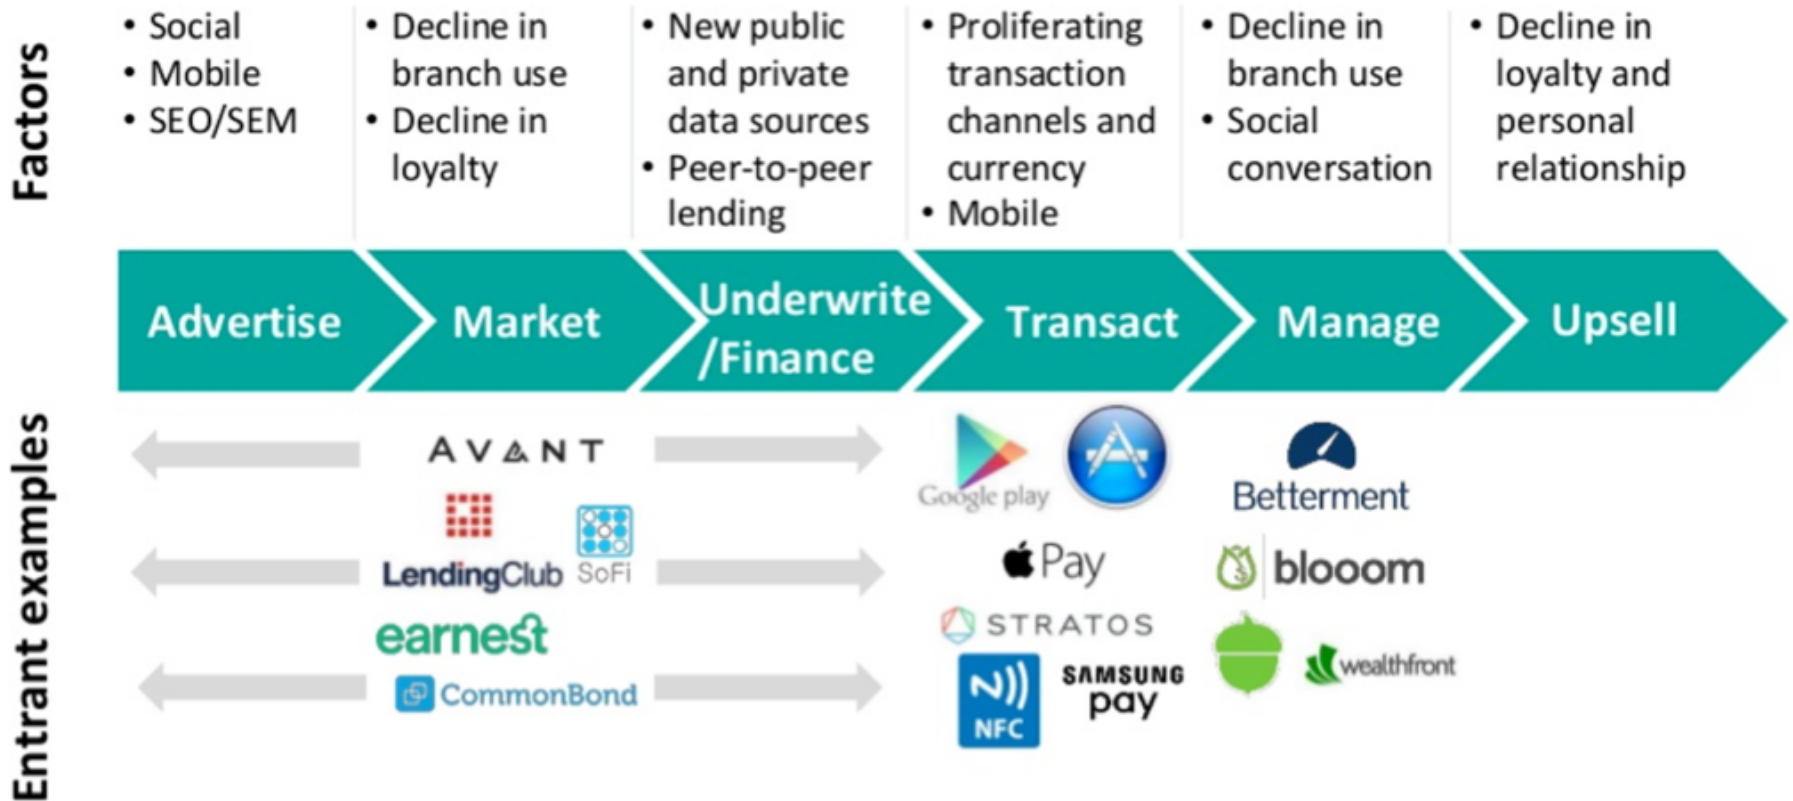 Factors
• Social
• Mobile
• SEO/SEM
• Decline in
branch use
• Decline in
loyalty
• New public
and private
data sources
• Peer-to-peer
lending
• Proliferating
transaction
channels and
currency
• Mobile
• Decline in
branch use
• Social
conversation
• Decline in
loyalty and
personal
relationship
Advertise
Market
Underwrite
/Finance
Transact
Manage
Upsell
Entrant examples
AVANT
LendingClub
SoFi
earnest
CommonBond
Google play
Pay
STRATOS
NFC
SAMSUNG
pay
Betterment
blooom
wealthfront